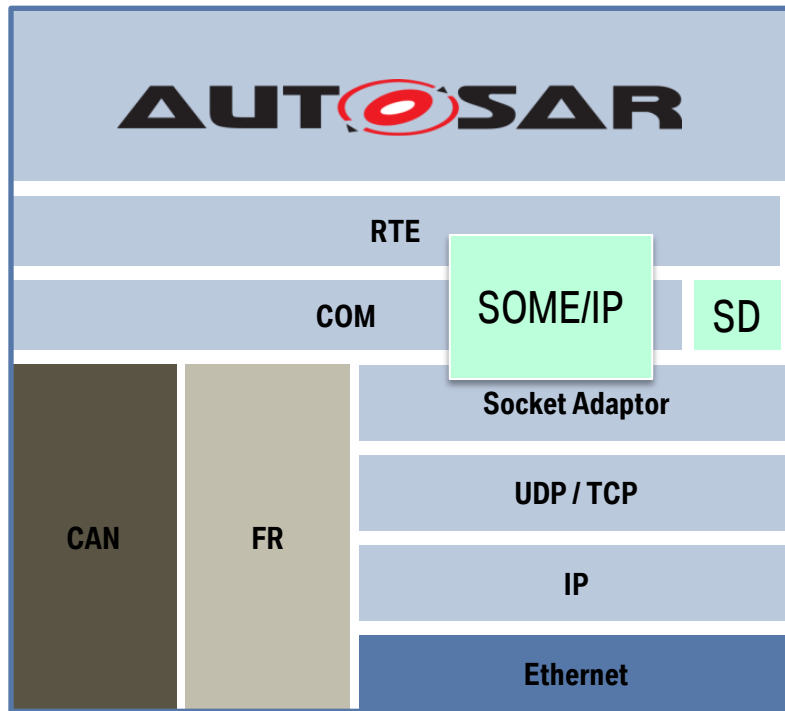 AUTOSAR
RTE
COM
SOME/IP
SD
Socket Adaptor
CAN
FR
UDP / TCP
IP
Ethernet